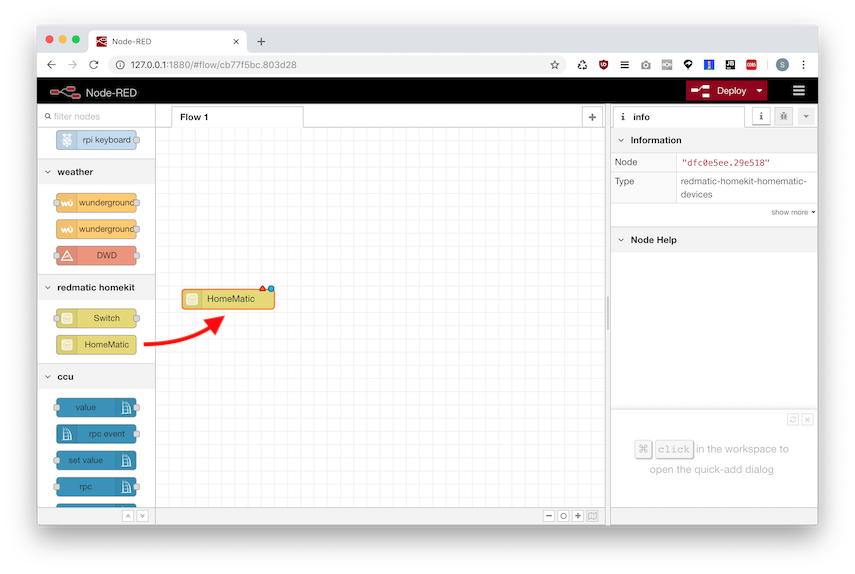 Node-RED
127.0.0.1:1880/#flow/cb77f5bc.803d28
S
Node-RED
Deploy
filter nodes
rpi keyboard
weather
wunderground
wunderground
DWD
redmatic homekit
Switch
HomeMatic
ccu
value
rpc event
set value
rpc
Flow 1
HomeMatic
i info
i
Information
Node "dfc0e5ee.29e518"
Type redmatic-homekit-homematic-
devices
show more
Node Help
⌘ click in the workspace to
open the quick-add dialog